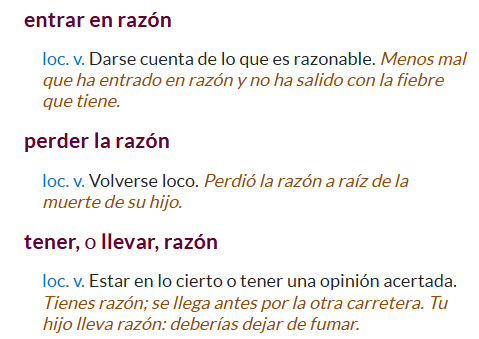 entrar en razón
loc. v. Darse cuenta de lo que es razonable. Menos mal
que ha entrado en razón y no ha salido con la fiebre
que tiene.
perder la razón
loc. v. Volverse loco. Perdió la razón a raíz de la
muerte de su hijo.
tener, o llevar, razón
loc. v. Estar en lo cierto o tener una opinión acertada.
Tienes razón; se llega antes por la otra carretera. Tu
hijo lleva razón: deberías dejar de fumar.